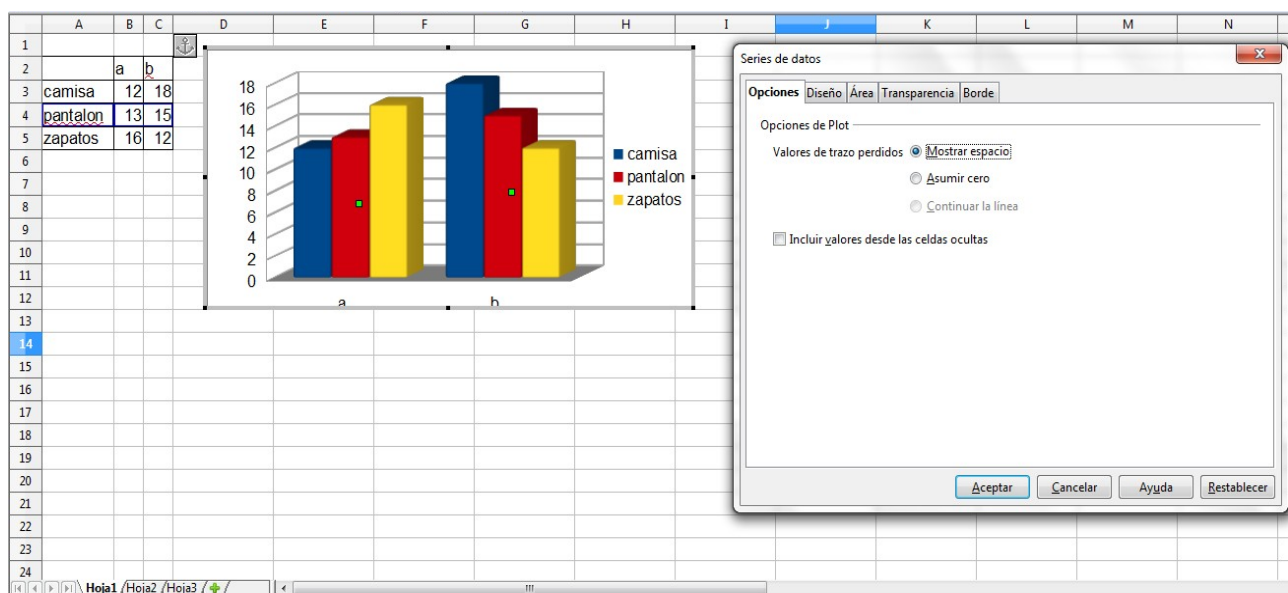 A B C D E F G H I J K L M N
1
2 a b
3 camisa 12 18
4 pantalon 13 15
5 zapatos 16 12
6
7
8
9
10
11
12
13
14
15
16
17
18
19
20
21
22
23
24
18
16
14
12
10
8
6
4
2
0
a b
camisa
pantalon
zapatos
Series de datos
Opciones Diseño Área Transparencia Borde
Opciones de Plot
Valores de trazo perdidos Mostrar espacio
Asumir cero
Continuar la línea
Incluir valores desde las celdas ocultas
Aceptar Cancelar Ayuda Restablecer
Hoja1 Hoja2 Hoja3